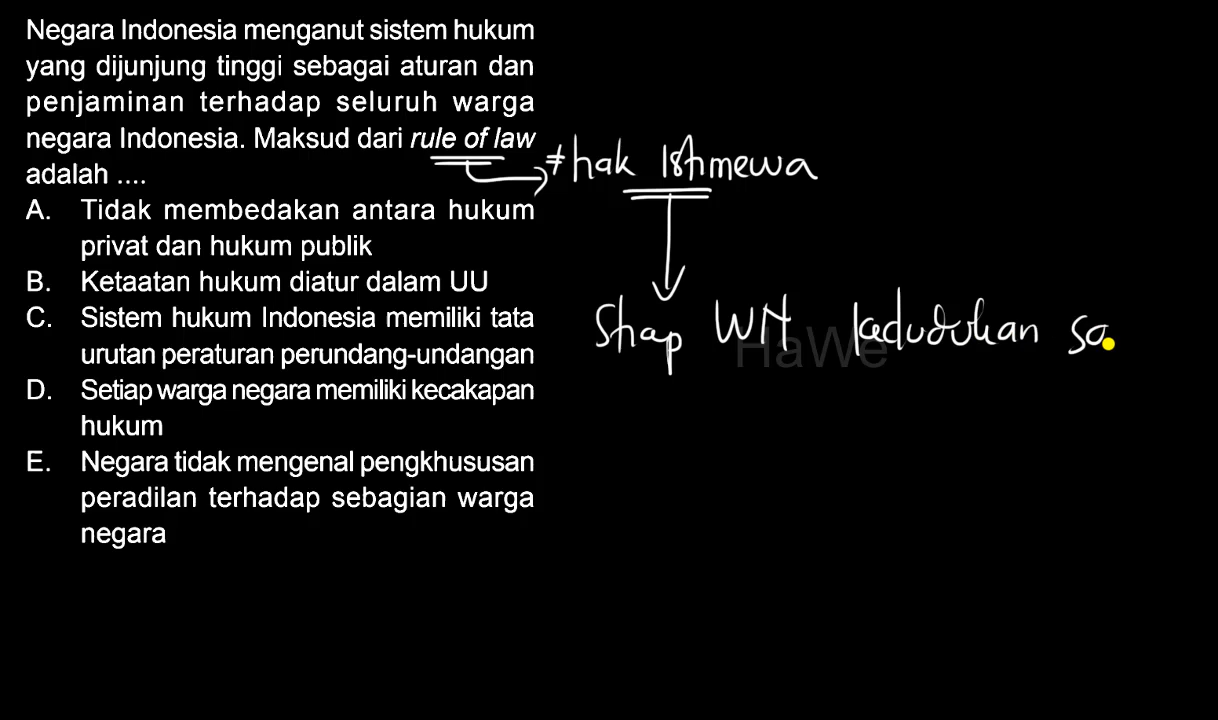 Negara Indonesia menganut sistem hukum
yang dijunjung tinggi sebagai aturan dan
penjaminan terhadap seluruh warga
negara Indonesia. Maksud dari rule of law
adalah ....
A. Tidak membedakan antara hukum
privat dan hukum publik
B. Ketaatan hukum diatur dalam UU
C. Sistem hukum Indonesia memiliki tata
urutan peraturan perundang-undangan
D. Setiap warga negara memiliki kecakapan
hukum
E. Negara tidak mengenal pengkhususan
peradilan terhadap sebagian warga
negara
≠ hak Istimewa
Stiap WN kedudukan sa
HaWe